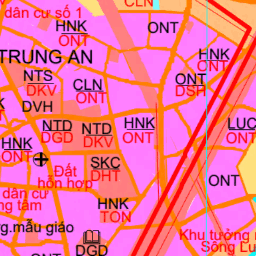 dân cư số 1
CLN
HNK
ONT
ONT
HNK
ONT
TRUNG AN
NTS
DKV
CLN
ONT
ONT
DSH
DVH
NTD
DGD
NTD
DKV
HNK
ONT
LUC
ONT
HNK
ONT
Đất
hỗn hợp
SKC
DHT
ONT
dân cư
HNK
TON
g.mẫu giáo
Khu tưởng
Sông Lu
DGD